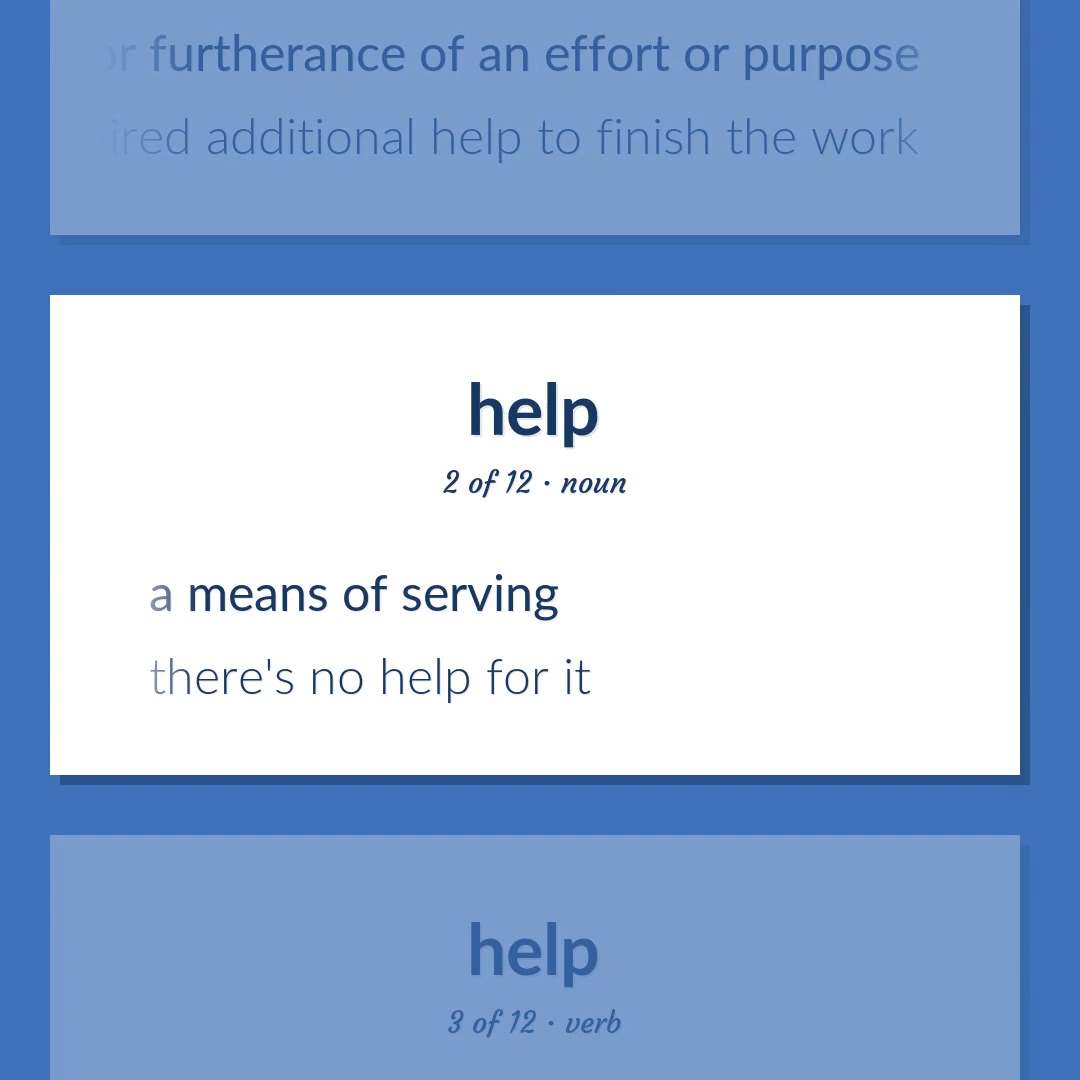 or furtherance of an effort or purpose
ired additional help to finish the work
help
2 of 12 · noun
a means of serving
there's no help for it
help
3 of 12 · verb